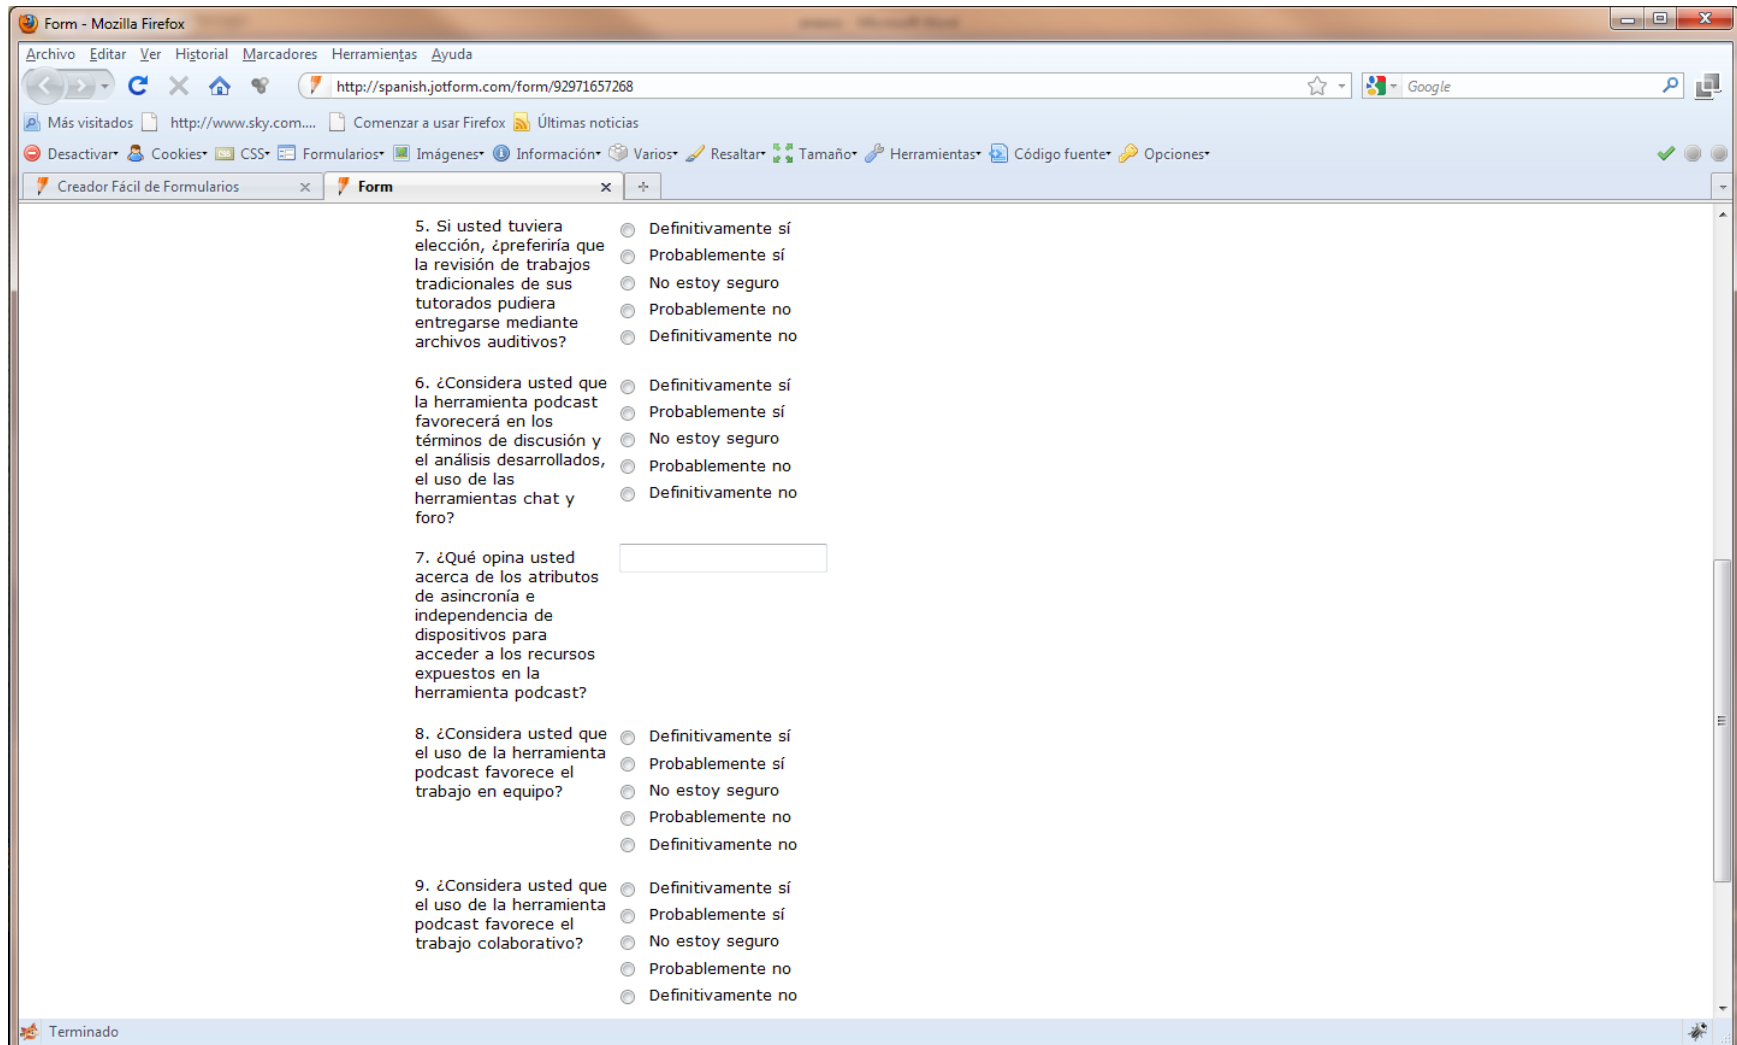 Form - Mozilla Firefox
Archivo Editar Ver Historial Marcadores Herramientas Ayuda
http://spanish.jotform.com/form/92971657268
Google
Más visitados http://www.sky.com.... Comenzar a usar Firefox Últimas noticias
Desactivar Cookies CSS Formularios Imágenes Información Varios Resaltar Tamaño Herramientas Código fuente Opciones
Creador Fácil de Formularios Form
5. Si usted tuviera
elección, ¿preferiría que
la revisión de trabajos
tradicionales de sus
tutorados pudiera
entregarse mediante
archivos auditivos?
Definitivamente sí
Probablemente sí
No estoy seguro
Probablemente no
Definitivamente no
6. ¿Considera usted que
la herramienta podcast
favorecerá en los
términos de discusión y
el análisis desarrollados,
el uso de las
herramientas chat y
foro?
Definitivamente sí
Probablemente sí
No estoy seguro
Probablemente no
Definitivamente no
7. ¿Qué opina usted
acerca de los atributos
de asincronía e
independencia de
dispositivos para
acceder a los recursos
expuestos en la
herramienta podcast?
8. ¿Considera usted que
el uso de la herramienta
podcast favorece el
trabajo en equipo?
Definitivamente sí
Probablemente sí
No estoy seguro
Probablemente no
Definitivamente no
9. ¿Considera usted que
el uso de la herramienta
podcast favorece el
trabajo colaborativo?
Definitivamente sí
Probablemente sí
No estoy seguro
Probablemente no
Definitivamente no
Terminado